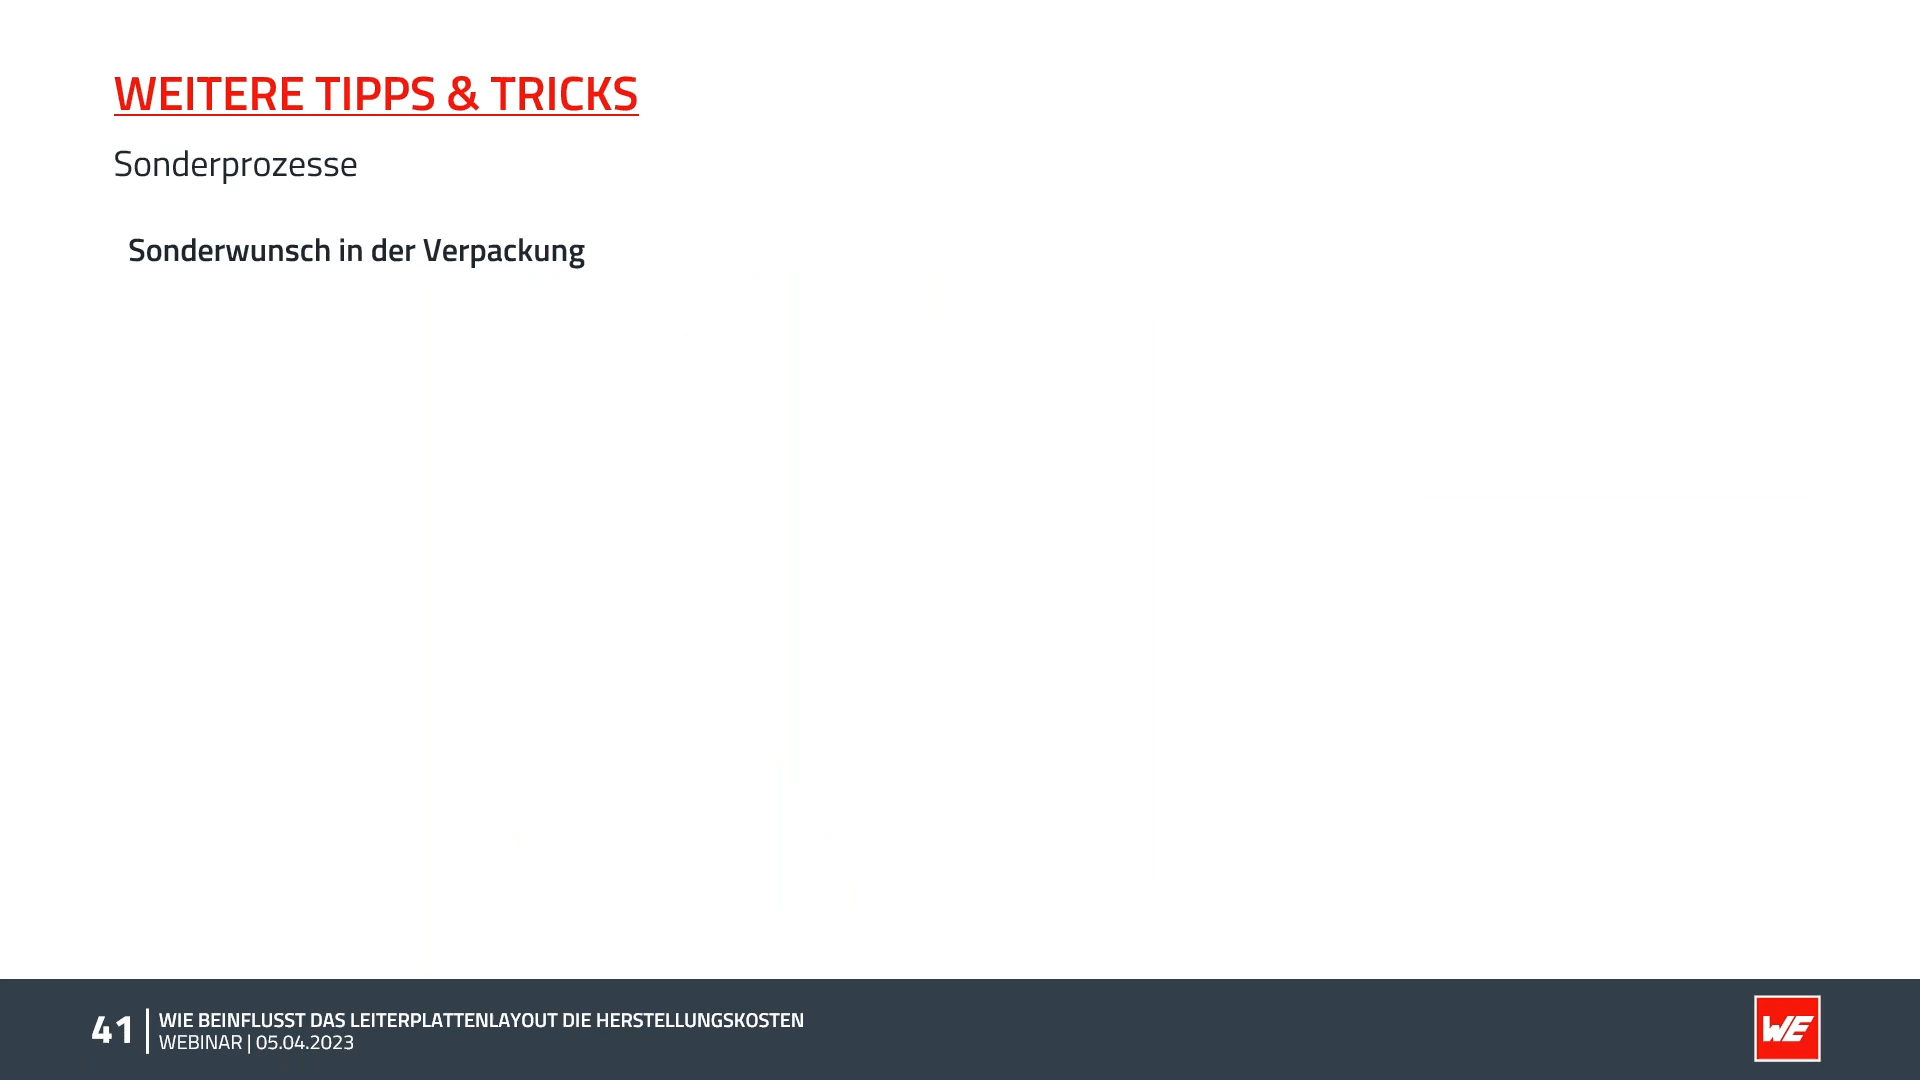 WEITERE TIPPS & TRICKS
Sonderprozesse
Sonderwunsch in der Verpackung
41
WIE BEINFLUSST DAS LEITERPLATTENLAYOUT DIE HERSTELLUNGSKOSTEN
WEBINAR | 05.04.2023
WE